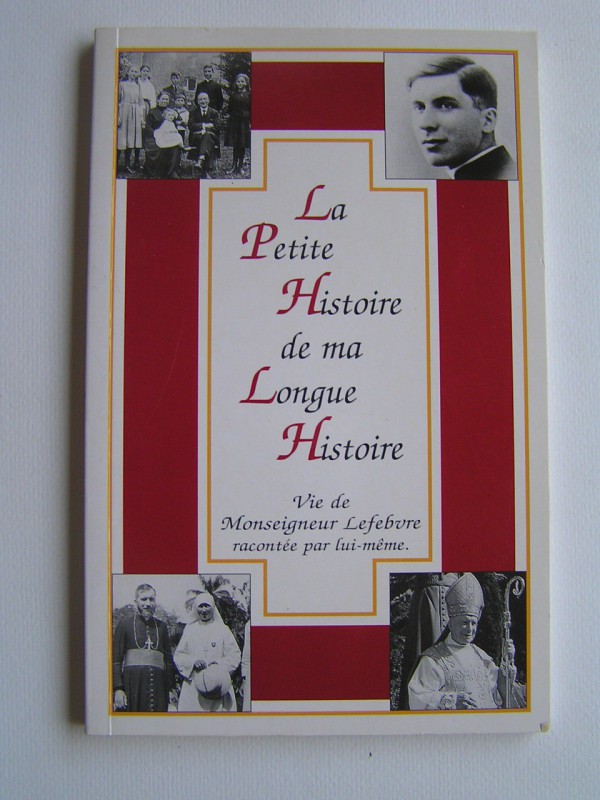 La
Petite
Histoire
de ma
Longue
Histoire
Vie de
Monseigneur Lefebvre
racontée par lui-même.